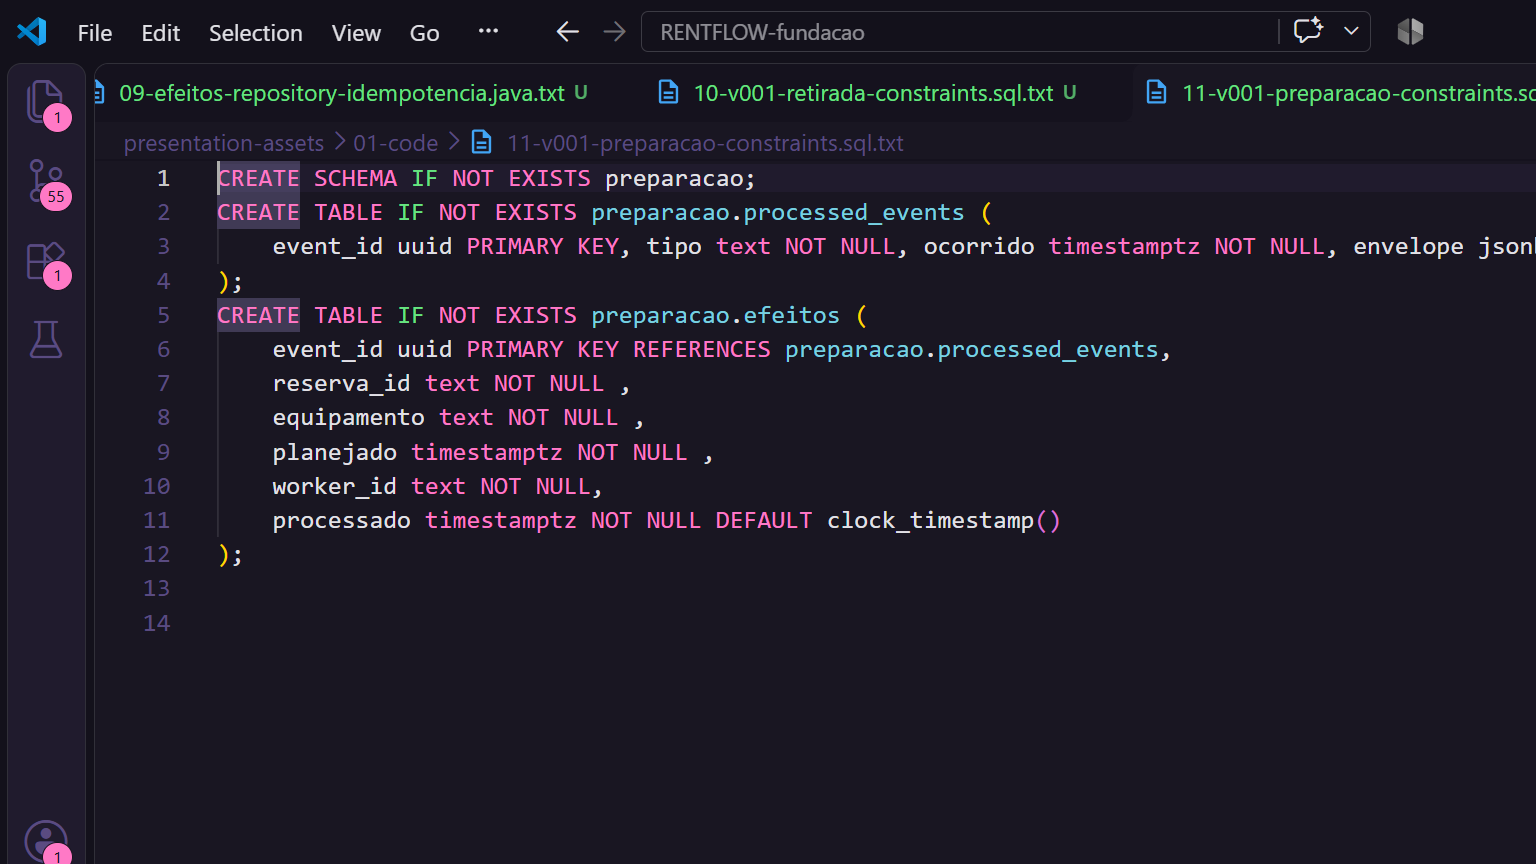 File Edit Selection View Go ··· RENTFLOW-fundacao
09-efeitos-repository-idempotencia.java.txt U 10-v001-retirada-constraints.sql.txt U 11-v001-preparacao-constraints.sq
presentation-assets > 01-code > 11-v001-preparacao-constraints.sql.txt
1 CREATE SCHEMA IF NOT EXISTS preparacao;
2 CREATE TABLE IF NOT EXISTS preparacao.processed_events (
3 event_id uuid PRIMARY KEY, tipo text NOT NULL, ocorrido timestamptz NOT NULL, envelope json
4 );
5 CREATE TABLE IF NOT EXISTS preparacao.efeitos (
6 event_id uuid PRIMARY KEY REFERENCES preparacao.processed_events,
7 reserva_id text NOT NULL ,
8 equipamento text NOT NULL ,
9 planejado timestamptz NOT NULL ,
10 worker_id text NOT NULL,
11 processado timestamptz NOT NULL DEFAULT clock_timestamp()
12 );
13
14
1
55
1
1